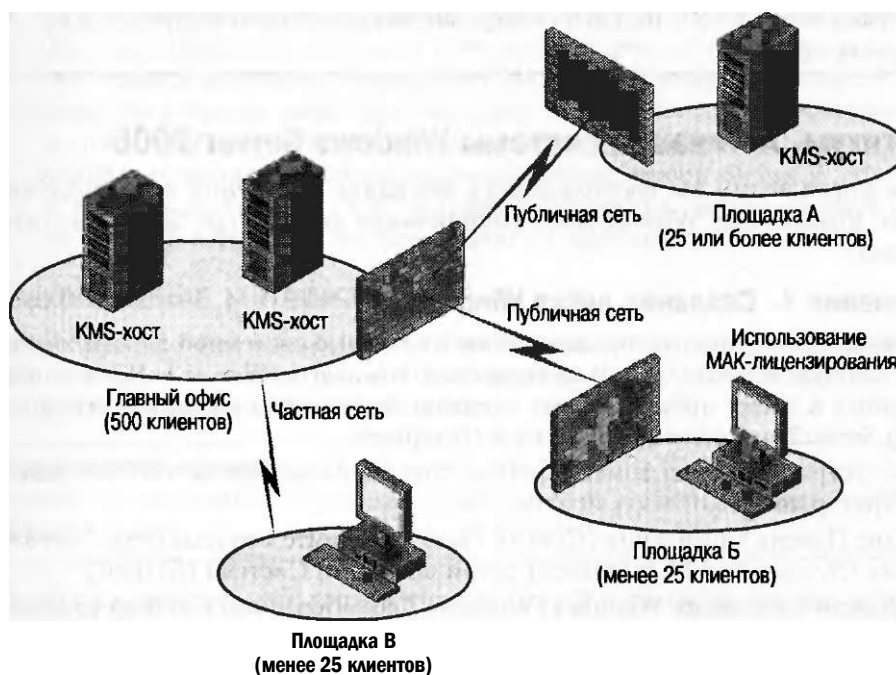 KMS-хост
Публичная сеть
Площадка А
(25 или более клиентов)
KMS-хост
KMS-хост
Публичная сеть
Использование
МАК-лицензирования
Главный офис
(500 клиентов)
Частная сеть
Площадка Б
(менее 25 клиентов)
Площадка В
(менее 25 клиентов)